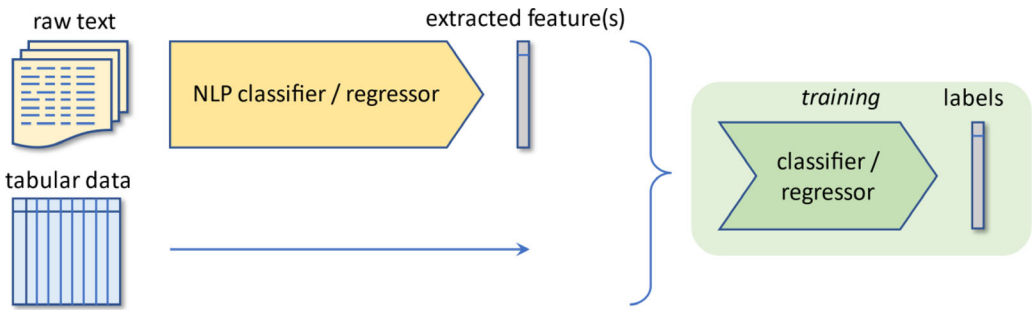 raw text
extracted feature(s)
NLP classifier / regressor
training
labels
classifier /
regressor
tabular data